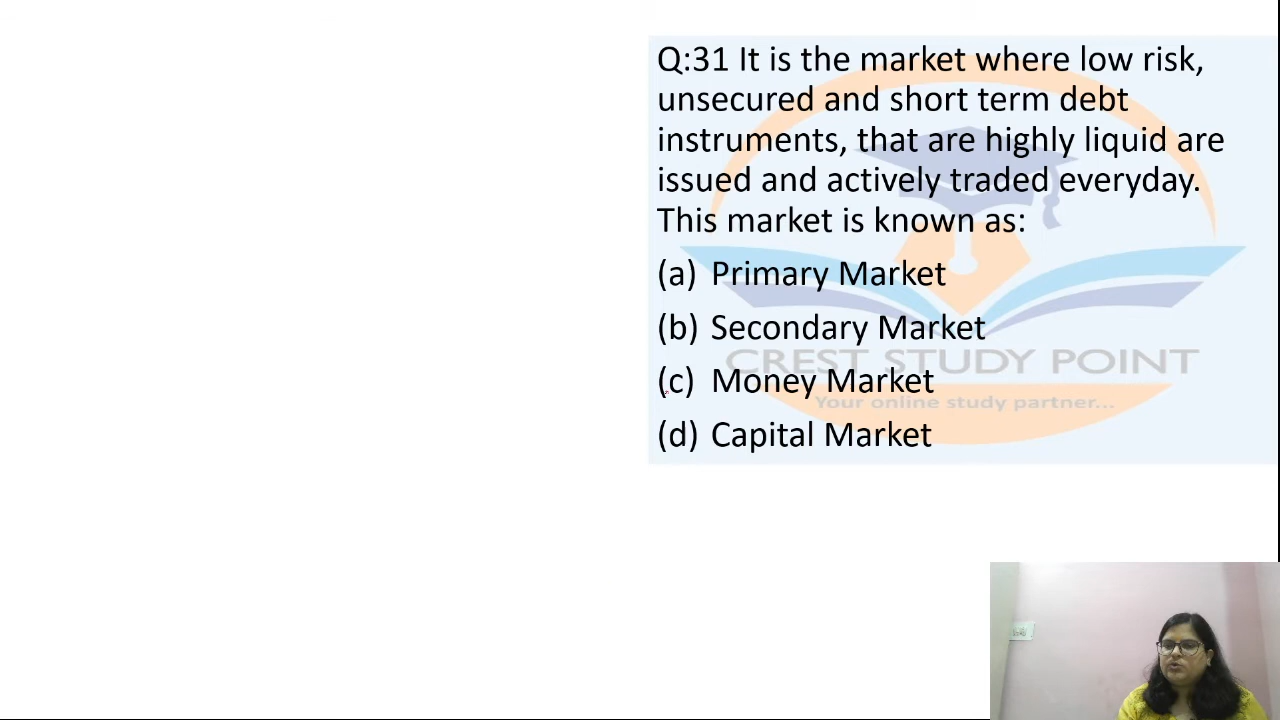 Q:31 It is the market where low risk,
unsecured and short term debt
instruments, that are highly liquid are
issued and actively traded everyday.
This market is known as:
(a) Primary Market
(b) Secondary Market
CREST STUDY POINT
(c) Money Market
Your online study partner...
(d) Capital Market